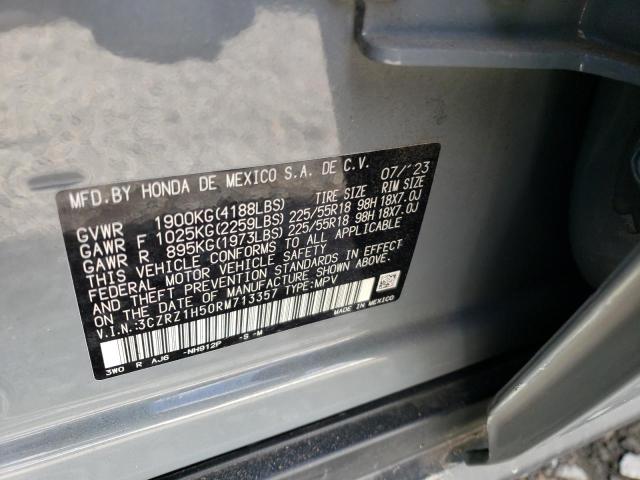 MFD.BY HONDA DE MEXICO S.A. DE C.V. 07/'23
GVWR 1900KG(4188LBS) TIRE SIZE RIM SIZE
GAWR F 1025KG(2259LBS) 225/55R18 98H 18X7.0J
GAWR R 895KG(1973LBS) 225/55R18 98H 18X7.0J
THIS VEHICLE CONFORMS TO ALL APPLICABLE
FEDERAL MOTOR VEHICLE SAFETY
AND THEFT PREVENTION STANDARDS IN EFFECT
ON THE DATE OF MANUFACTURE SHOWN ABOVE.
V.I.N.:3CZRZ1H50RM713357 TYPE:MPV
MADE IN MEXICO
3W0 R AJ6 -NH912P -S -M